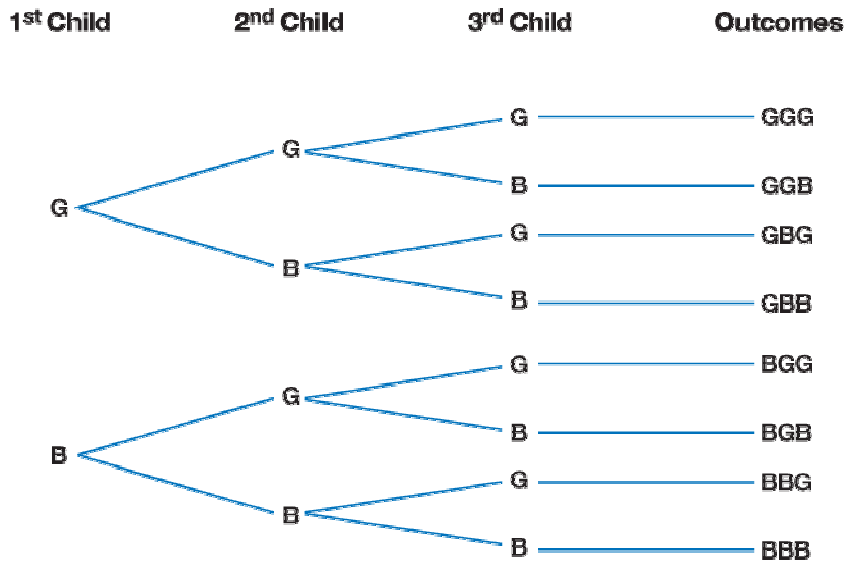 1st Child 2nd Child 3rd Child Outcomes
G GGG
G
B GGB
G
G GBG
B
B GBB
G BGG
G
B BGB
B
G BBG
B
B BBB